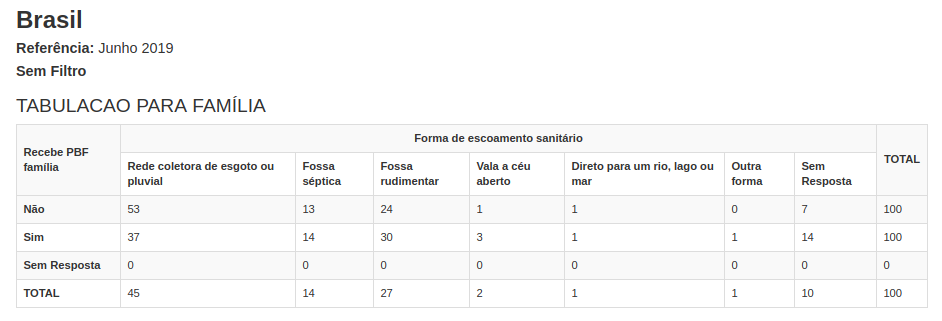 Brasil
Referência: Junho 2019
Sem Filtro
TABULACAO PARA FAMÍLIA
Recebe PBF família Forma de escoamento sanitário TOTAL
Rede coletora de esgoto ou pluvial Fossa séptica Fossa rudimentar Vala a céu aberto Direto para um rio, lago ou mar Outra forma Sem Resposta
Não 53 13 24 1 1 0 7 100
Sim 37 14 30 3 1 1 14 100
Sem Resposta 0 0 0 0 0 0 0 0
TOTAL 45 14 27 2 1 1 10 100